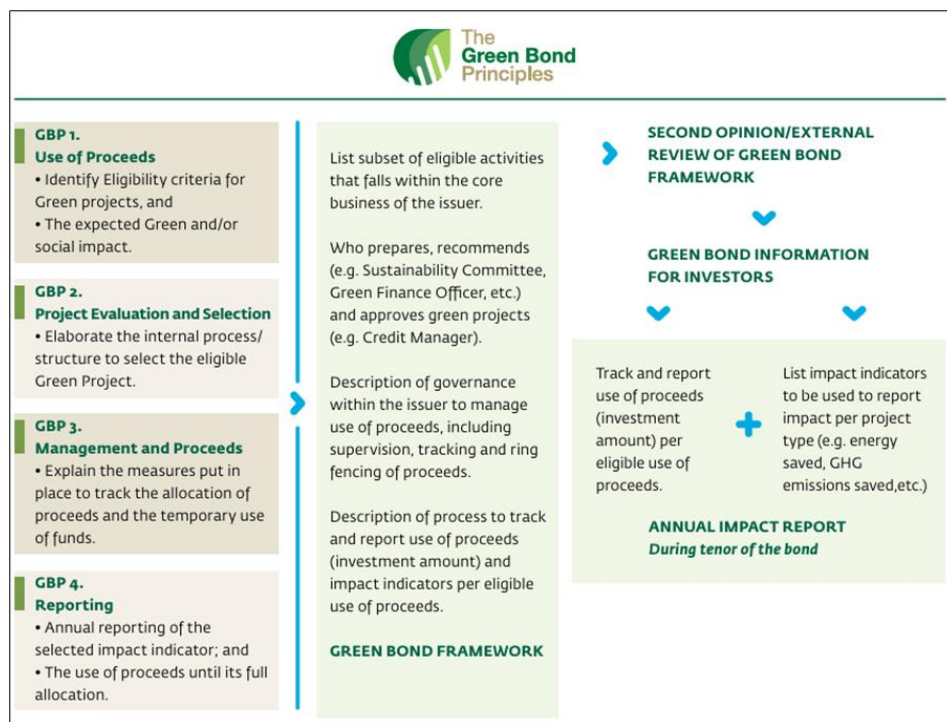 The
Green Bond
Principles
GBP 1.
Use of Proceeds
• Identify Eligibility criteria for
Green projects, and
• The expected Green and/or
social impact.
GBP 2.
Project Evaluation and Selection
• Elaborate the internal process/
structure to select the eligible
Green Project.
GBP 3.
Management and Proceeds
• Explain the measures put in
place to track the allocation of
proceeds and the temporary use
of funds.
GBP 4.
Reporting
• Annual reporting of the
selected impact indicator; and
• The use of proceeds until its full
allocation.
List subset of eligible activities
that falls within the core
business of the issuer.
Who prepares, recommends
(e.g. Sustainability Committee,
Green Finance Officer, etc.)
and approves green projects
(e.g. Credit Manager).
Description of governance
within the issuer to manage
use of proceeds, including
supervision, tracking and ring
fencing of proceeds.
Description of process to track
and report use of proceeds
(investment amount) and
impact indicators per eligible
use of proceeds.
GREEN BOND FRAMEWORK
SECOND OPINION/EXTERNAL
REVIEW OF GREEN BOND
FRAMEWORK
GREEN BOND INFORMATION
FOR INVESTORS
Track and report
use of proceeds
(investment
amount) per
eligible use of
proceeds.
List impact indicators
to be used to report
impact per project
type (e.g. energy
saved, GHG
emissions saved,etc.)
ANNUAL IMPACT REPORT
During tenor of the bond